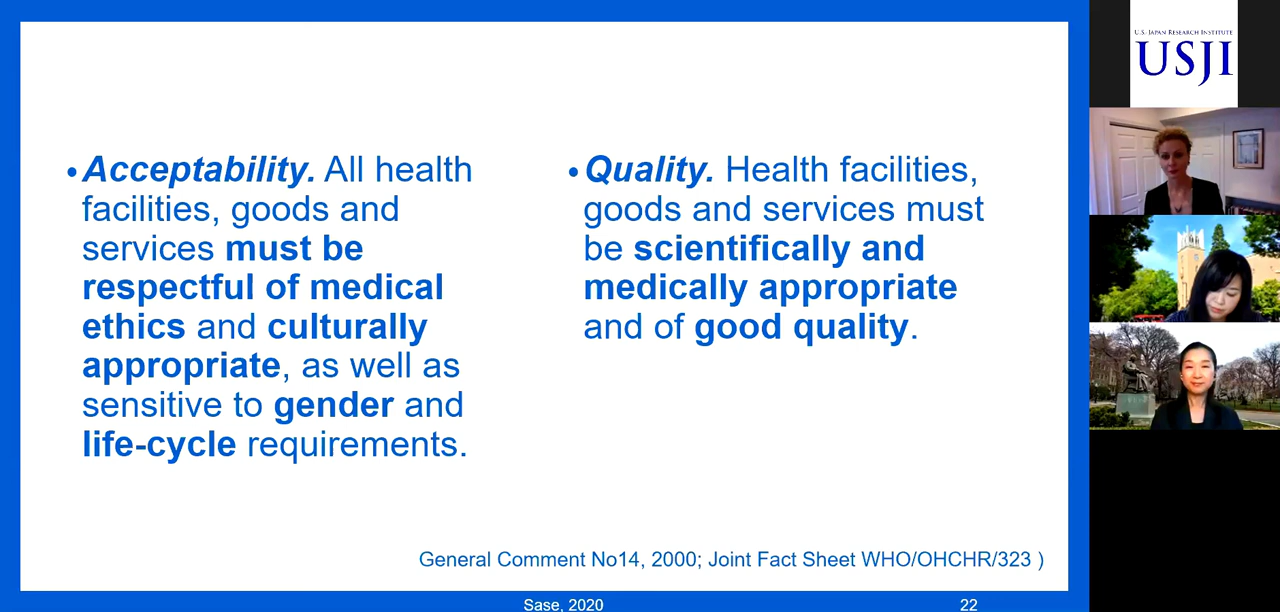 •Acceptability. All health
facilities, goods and
services must be
respectful of medical
ethics and culturally
appropriate, as well as
sensitive to gender and
life-cycle requirements.
•Quality. Health facilities,
goods and services must
be scientifically and
medically appropriate
and of good quality.
General Comment No14, 2000; Joint Fact Sheet WHO/OHCHR/323 )
Sase, 2020
22
U.S. JAPAN RESEARCH INSTITUTE
USJI